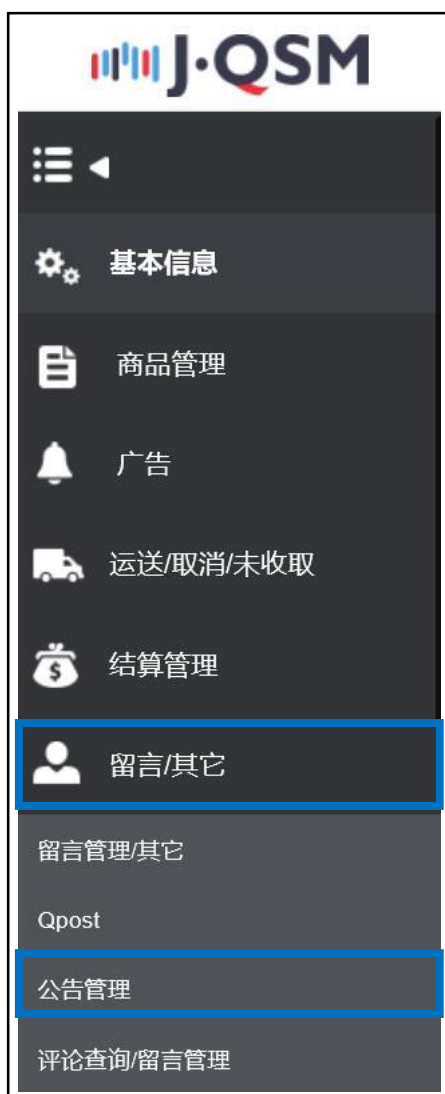 J·QSM
基本信息
商品管理
广告
运送/取消/未收取
结算管理
留言/其它
留言管理/其它
Qpost
公告管理
评论查询/留言管理